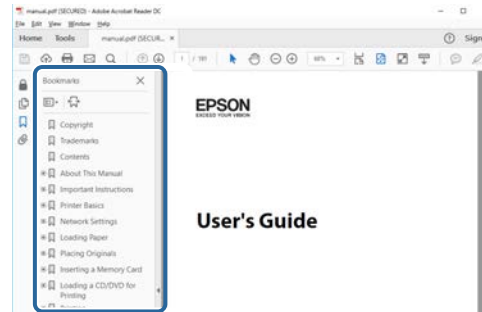 manual.pdf (SECURED) - Adobe Acrobat Reader DC
File Edit View Window Help
Home Tools manual.pdf (SECUR... × Sign
1 / 191
Bookmarks
Copyright
Trademarks
Contents
About This Manual
Important Instructions
Printer Basics
Network Settings
Loading Paper
Placing Originals
Inserting a Memory Card
Loading a CD/DVD for
Printing
EPSON
EXCEED YOUR VISION
User's Guide